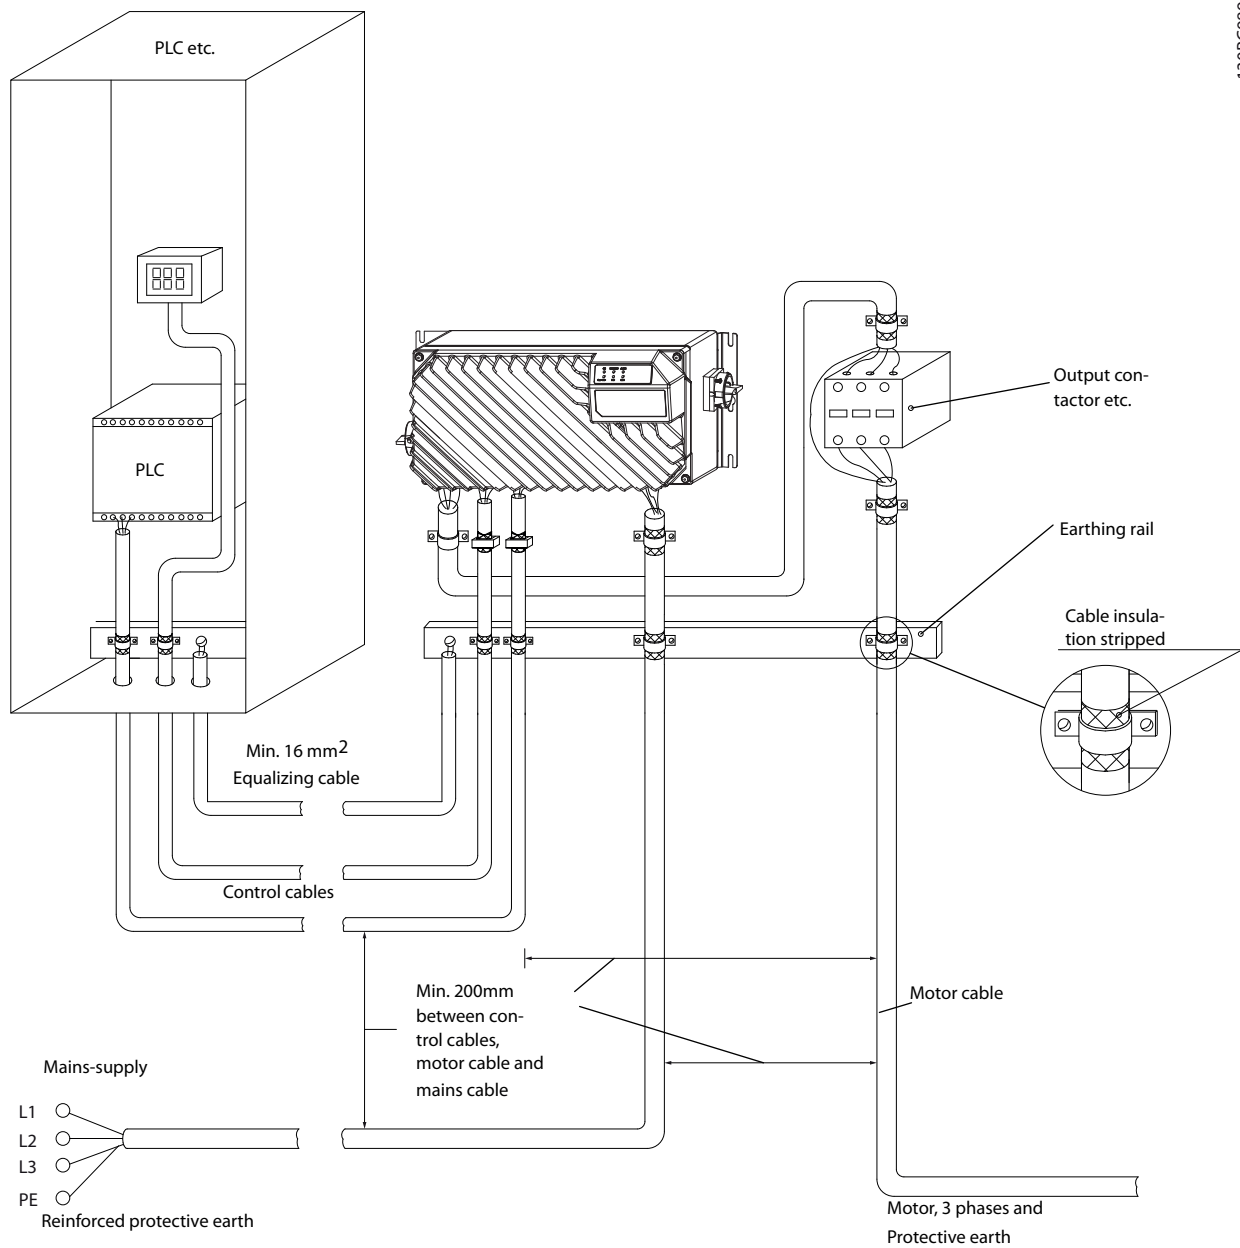 PLC etc.
PLC
Output con-
tactor etc.
Earthing rail
Cable insula-
tion stripped
Min. 16 mm2
Equalizing cable
Control cables
Min. 200mm
between con-
trol cables,
motor cable and
mains cable
Motor cable
Mains-supply
L1
L2
L3
PE
Reinforced protective earth
Motor, 3 phases and
Protective earth